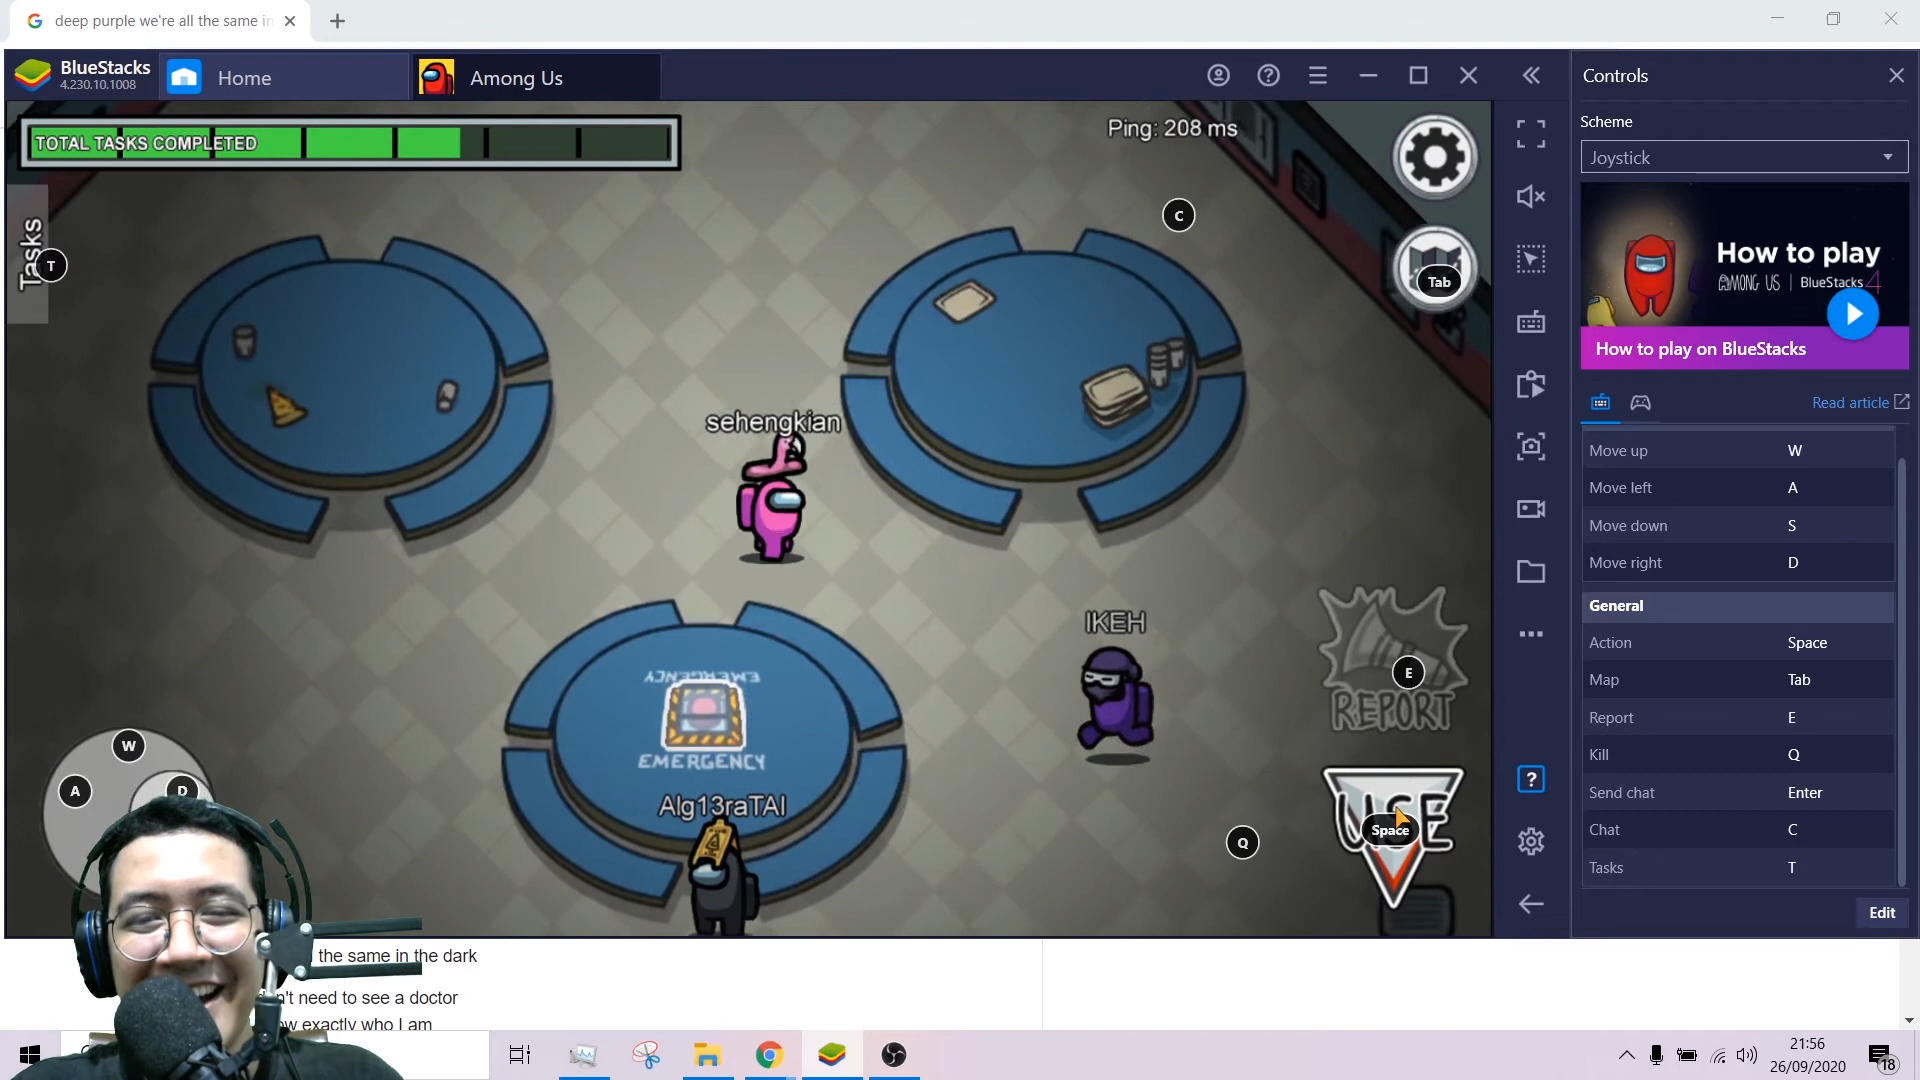 deep purple we're all the same in
BlueStacks
4.230.10.1008
Home
Among Us
TOTAL TASKS COMPLETED
Ping: 208 ms
Tasks
T
C
Tab
sehengkian
IKEH
EMERGENCY
EMERGENCY
Alg13raTAI
W
A
D
E
REPORT
Q
USE
Space
Controls
Scheme
Joystick
How to play
AMONG US | BlueStacks 4
How to play on BlueStacks
Read article
Move up W
Move left A
Move down S
Move right D
General
Action Space
Map Tab
Report E
Kill Q
Send chat Enter
Chat C
Tasks T
Edit
the same in the dark
n't need to see a doctor
ow exactly who I am
21:56
26/09/2020
18